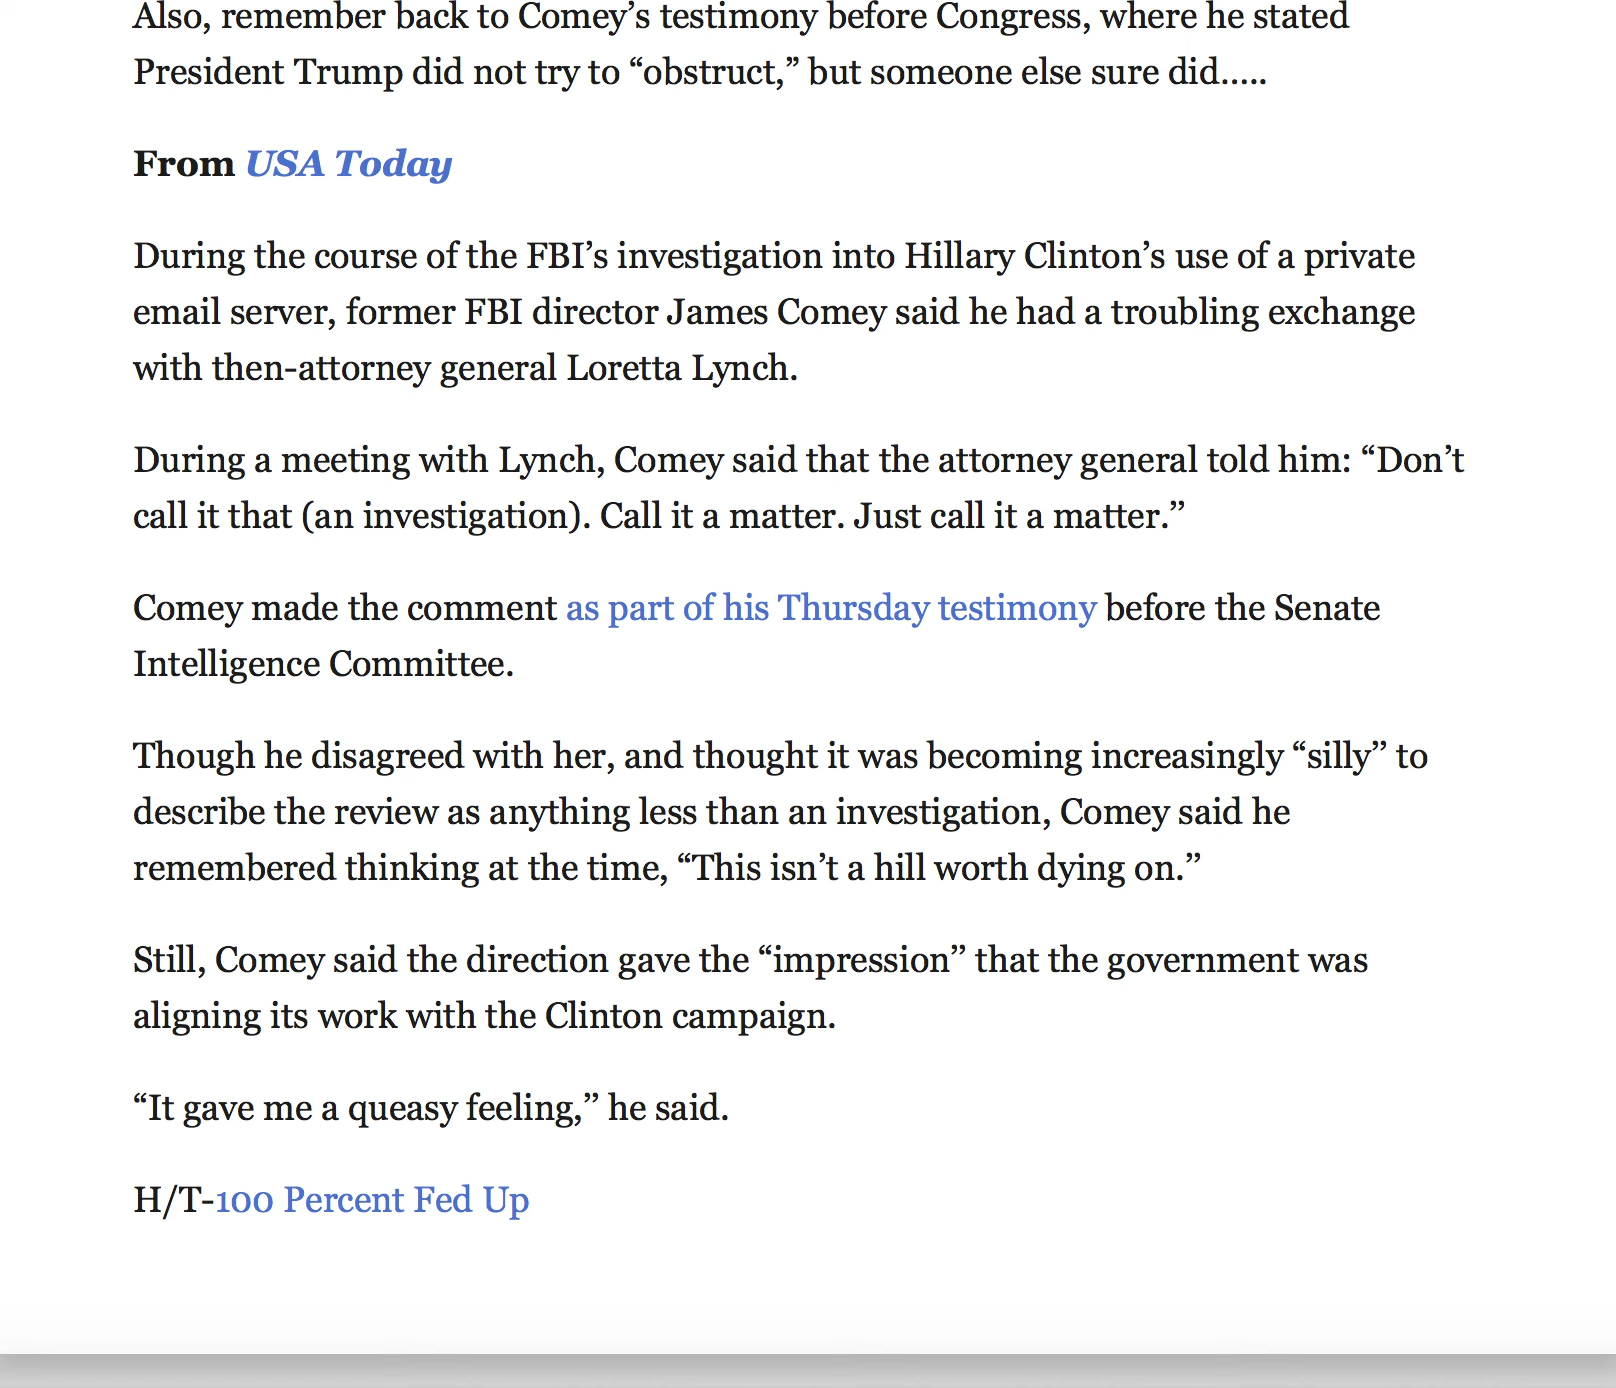 Also, remember back to Comey’s testimony before Congress, where he stated
President Trump did not try to “obstruct,” but someone else sure did…..
From USA Today
During the course of the FBI’s investigation into Hillary Clinton’s use of a private
email server, former FBI director James Comey said he had a troubling exchange
with then-attorney general Loretta Lynch.
During a meeting with Lynch, Comey said that the attorney general told him: “Don’t
call it that (an investigation). Call it a matter. Just call it a matter.”
Comey made the comment as part of his Thursday testimony before the Senate
Intelligence Committee.
Though he disagreed with her, and thought it was becoming increasingly “silly” to
describe the review as anything less than an investigation, Comey said he
remembered thinking at the time, “This isn’t a hill worth dying on.”
Still, Comey said the direction gave the “impression” that the government was
aligning its work with the Clinton campaign.
“It gave me a queasy feeling,” he said.
H/T-100 Percent Fed Up